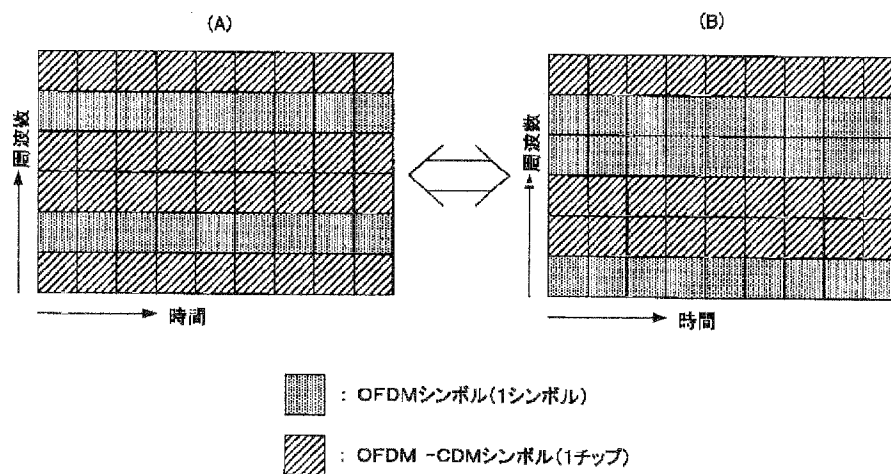 (A)
(B)
周波数
時間
周波数
時間
: OFDMシンボル(1シンボル)
: OFDM -CDMシンボル(1チップ)